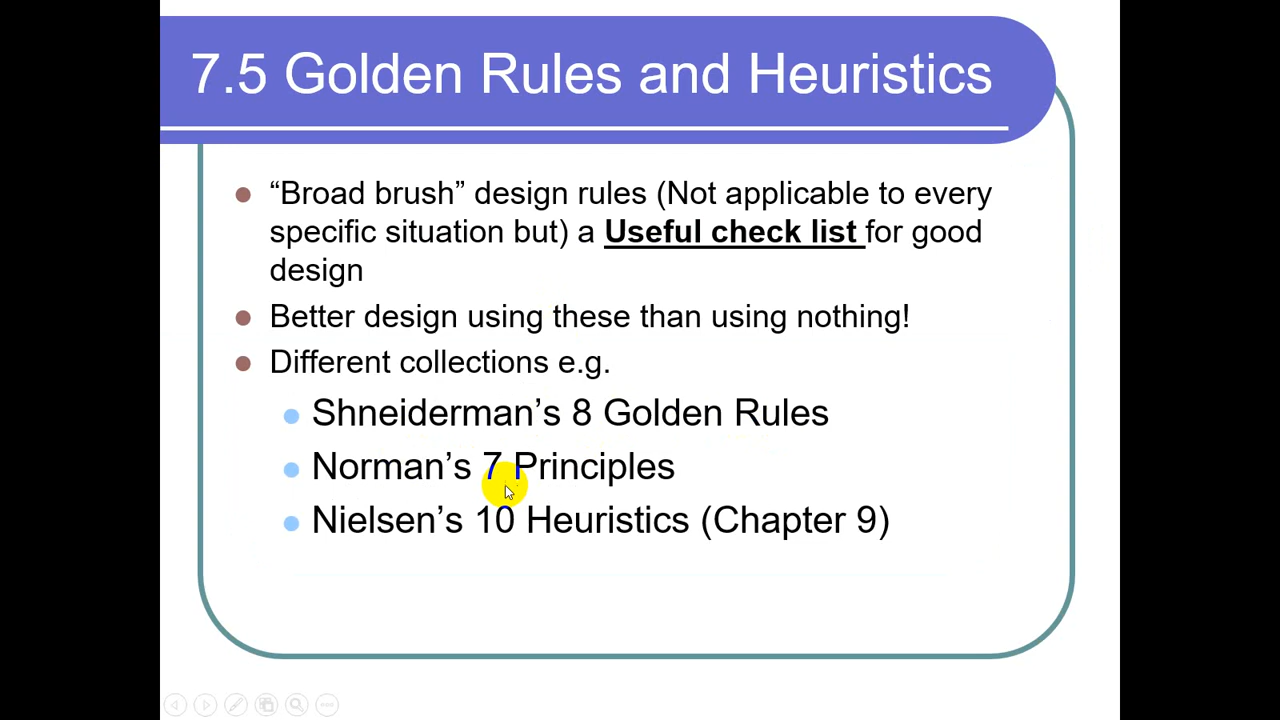 7.5 Golden Rules and Heuristics
“Broad brush” design rules (Not applicable to every
specific situation but) a Useful check list for good
design
Better design using these than using nothing!
Different collections e.g.
Shneiderman’s 8 Golden Rules
Norman’s 7 Principles
Nielsen’s 10 Heuristics (Chapter 9)